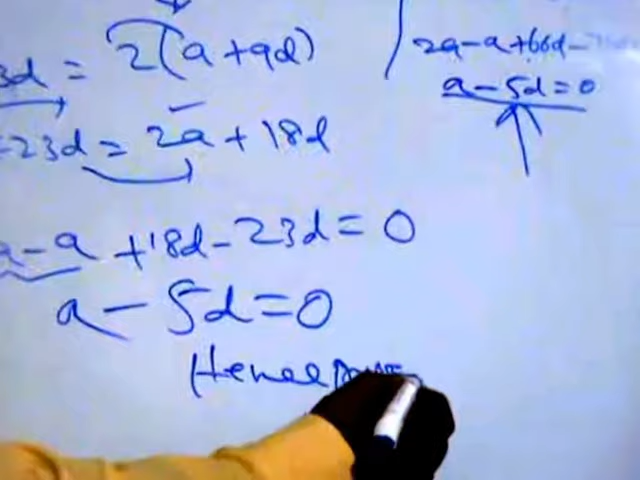 3d = 2(a+9d)
2a-a+66d-
a-5d=0
23d = 2a+18d
a-a+18d-23d=0
a-5d=0
Hence